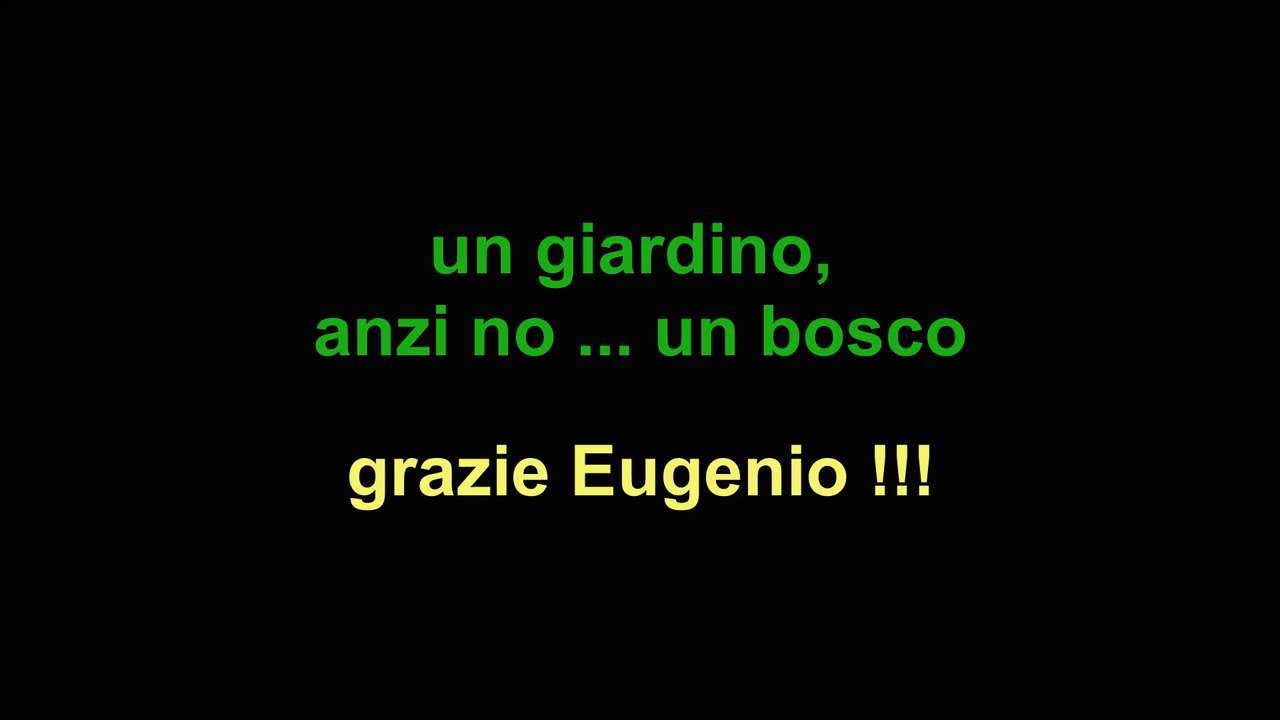 un giardino,
anzi no ... un bosco
grazie Eugenio !!!